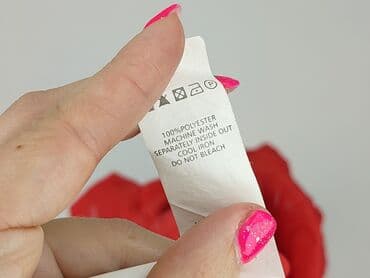 100%POLYESTER
MACHINE WASH
SEPARATELY INSIDE OUT
COOL IRON
DO NOT BLEACH